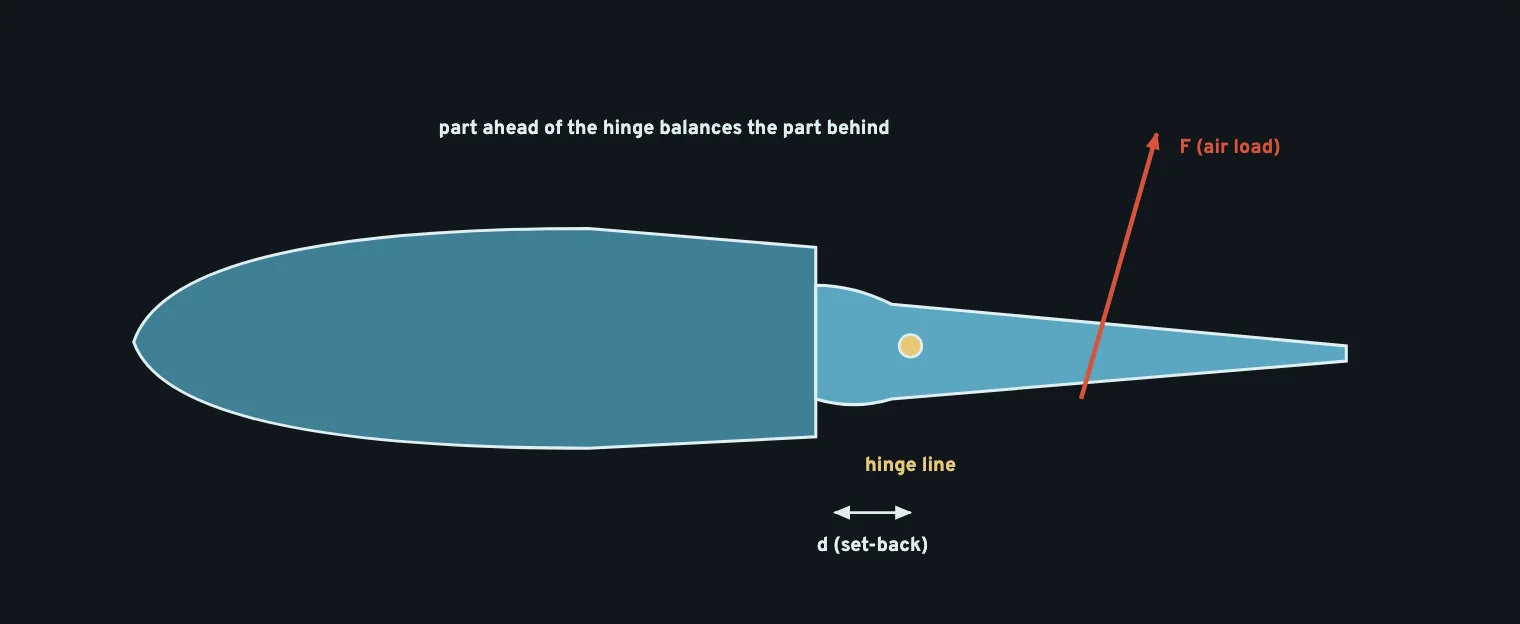 part ahead of the hinge balances the part behind
F (air load)
hinge line
d (set-back)